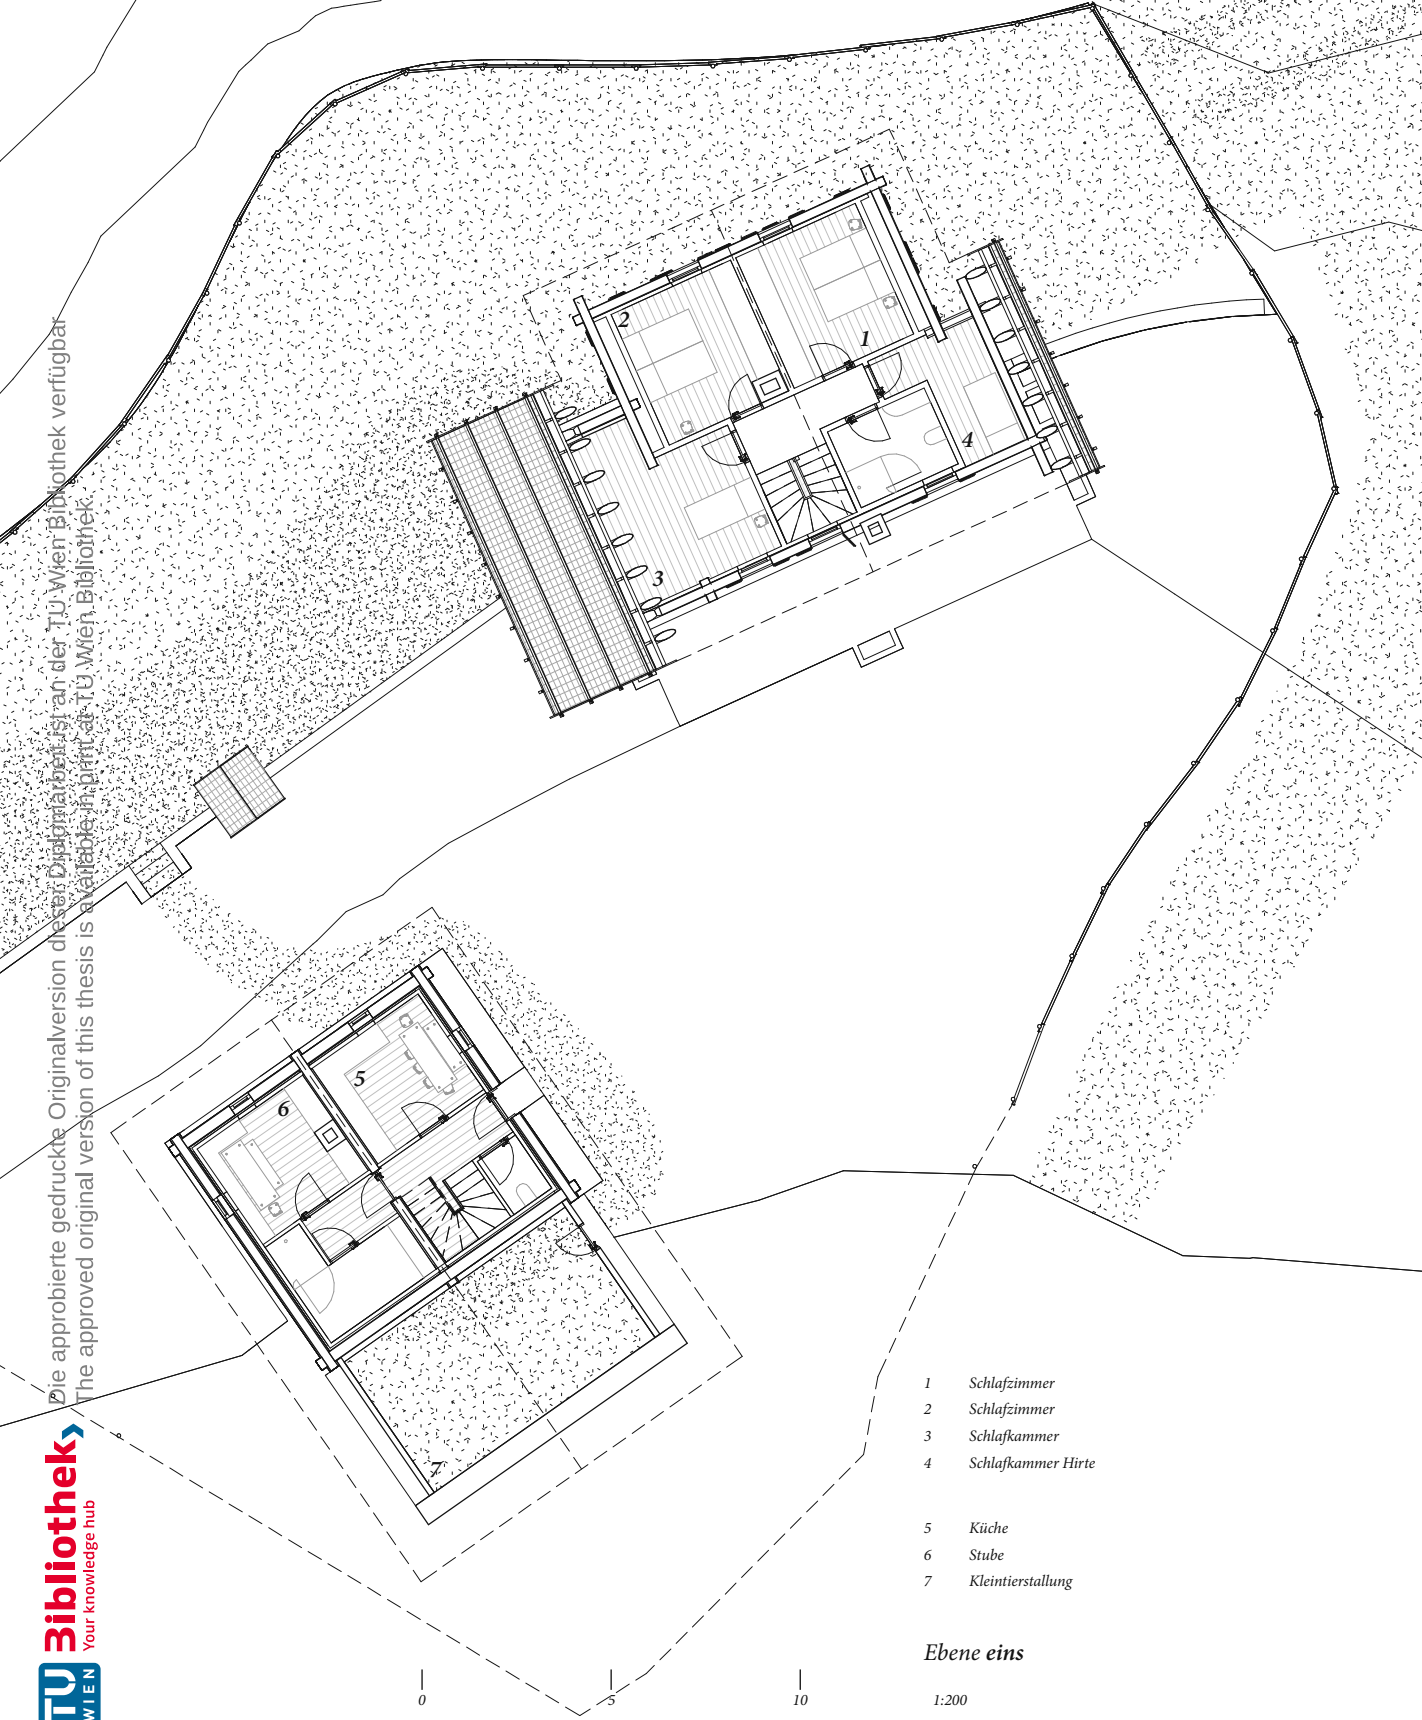 2
1
4
3
5
6
7
1 Schlafzimmer
2 Schlafzimmer
3 Schlafkammer
4 Schlafkammer Hirte
5 Küche
6 Stube
7 Kleintierstallung
Ebene eins
0 5 10 1:200
Die approbierte gedruckte Originalversion dieser Diplomarbeit ist an der TU Wien Bibliothek verfügbar
The approved original version of this thesis is available in print at TU Wien Bibliothek.
TU WIEN
Bibliothek
Your knowledge hub